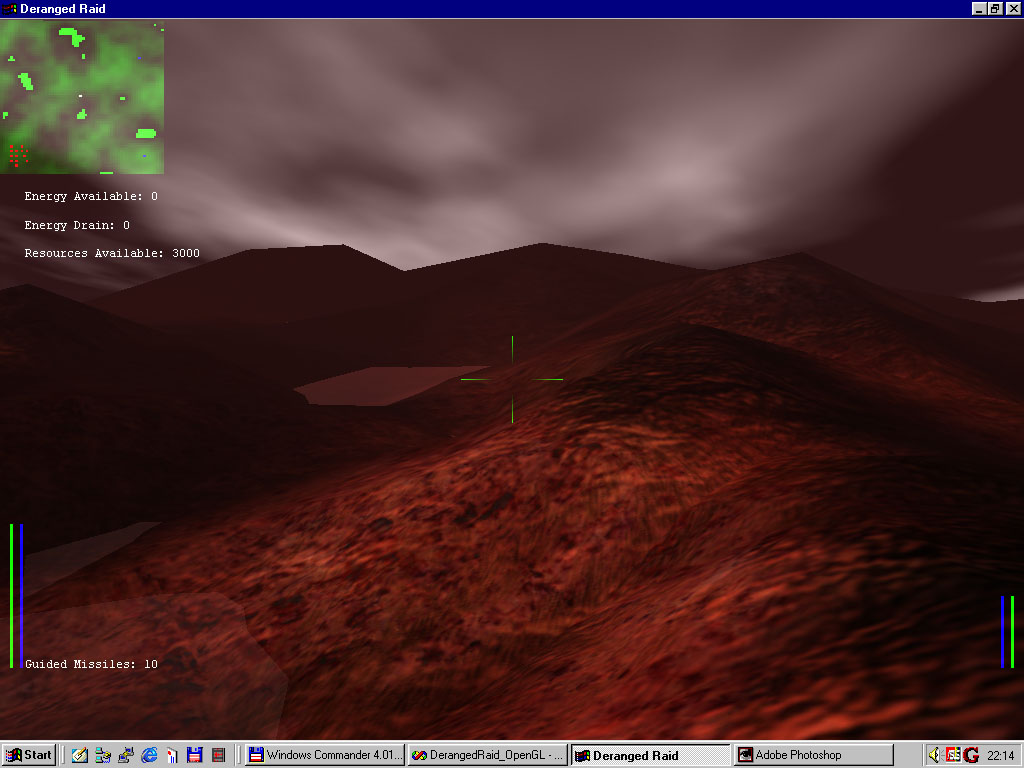 Deranged Raid
Energy Available: 0
Energy Drain: 0
Resources Available: 3000
Guided Missiles: 10
Start
Windows Commander 4.01...
DerangedRaid_OpenGL - ...
Deranged Raid
Adobe Photoshop
22:14